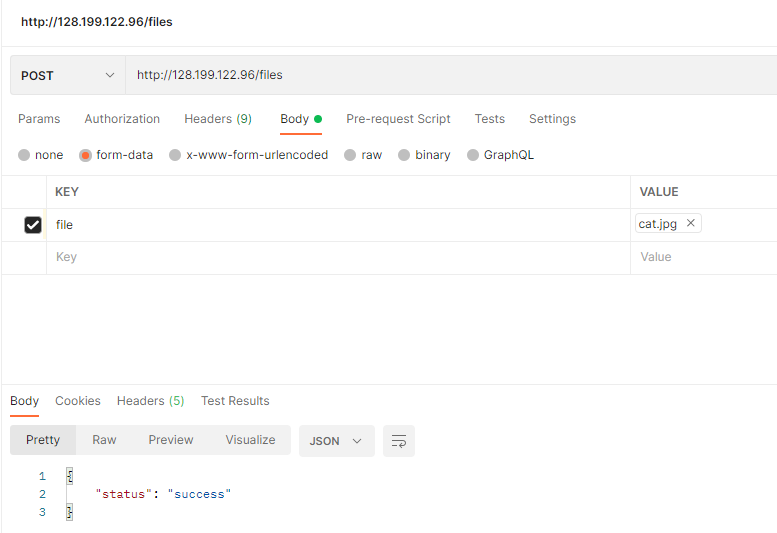 http://128.199.122.96/files
POST http://128.199.122.96/files
Params Authorization Headers (9) Body Pre-request Script Tests Settings
none form-data x-www-form-urlencoded raw binary GraphQL
KEY VALUE
file cat.jpg
Key Value
Body Cookies Headers (5) Test Results
Pretty Raw Preview Visualize JSON
1 {
2 "status": "success"
3 }